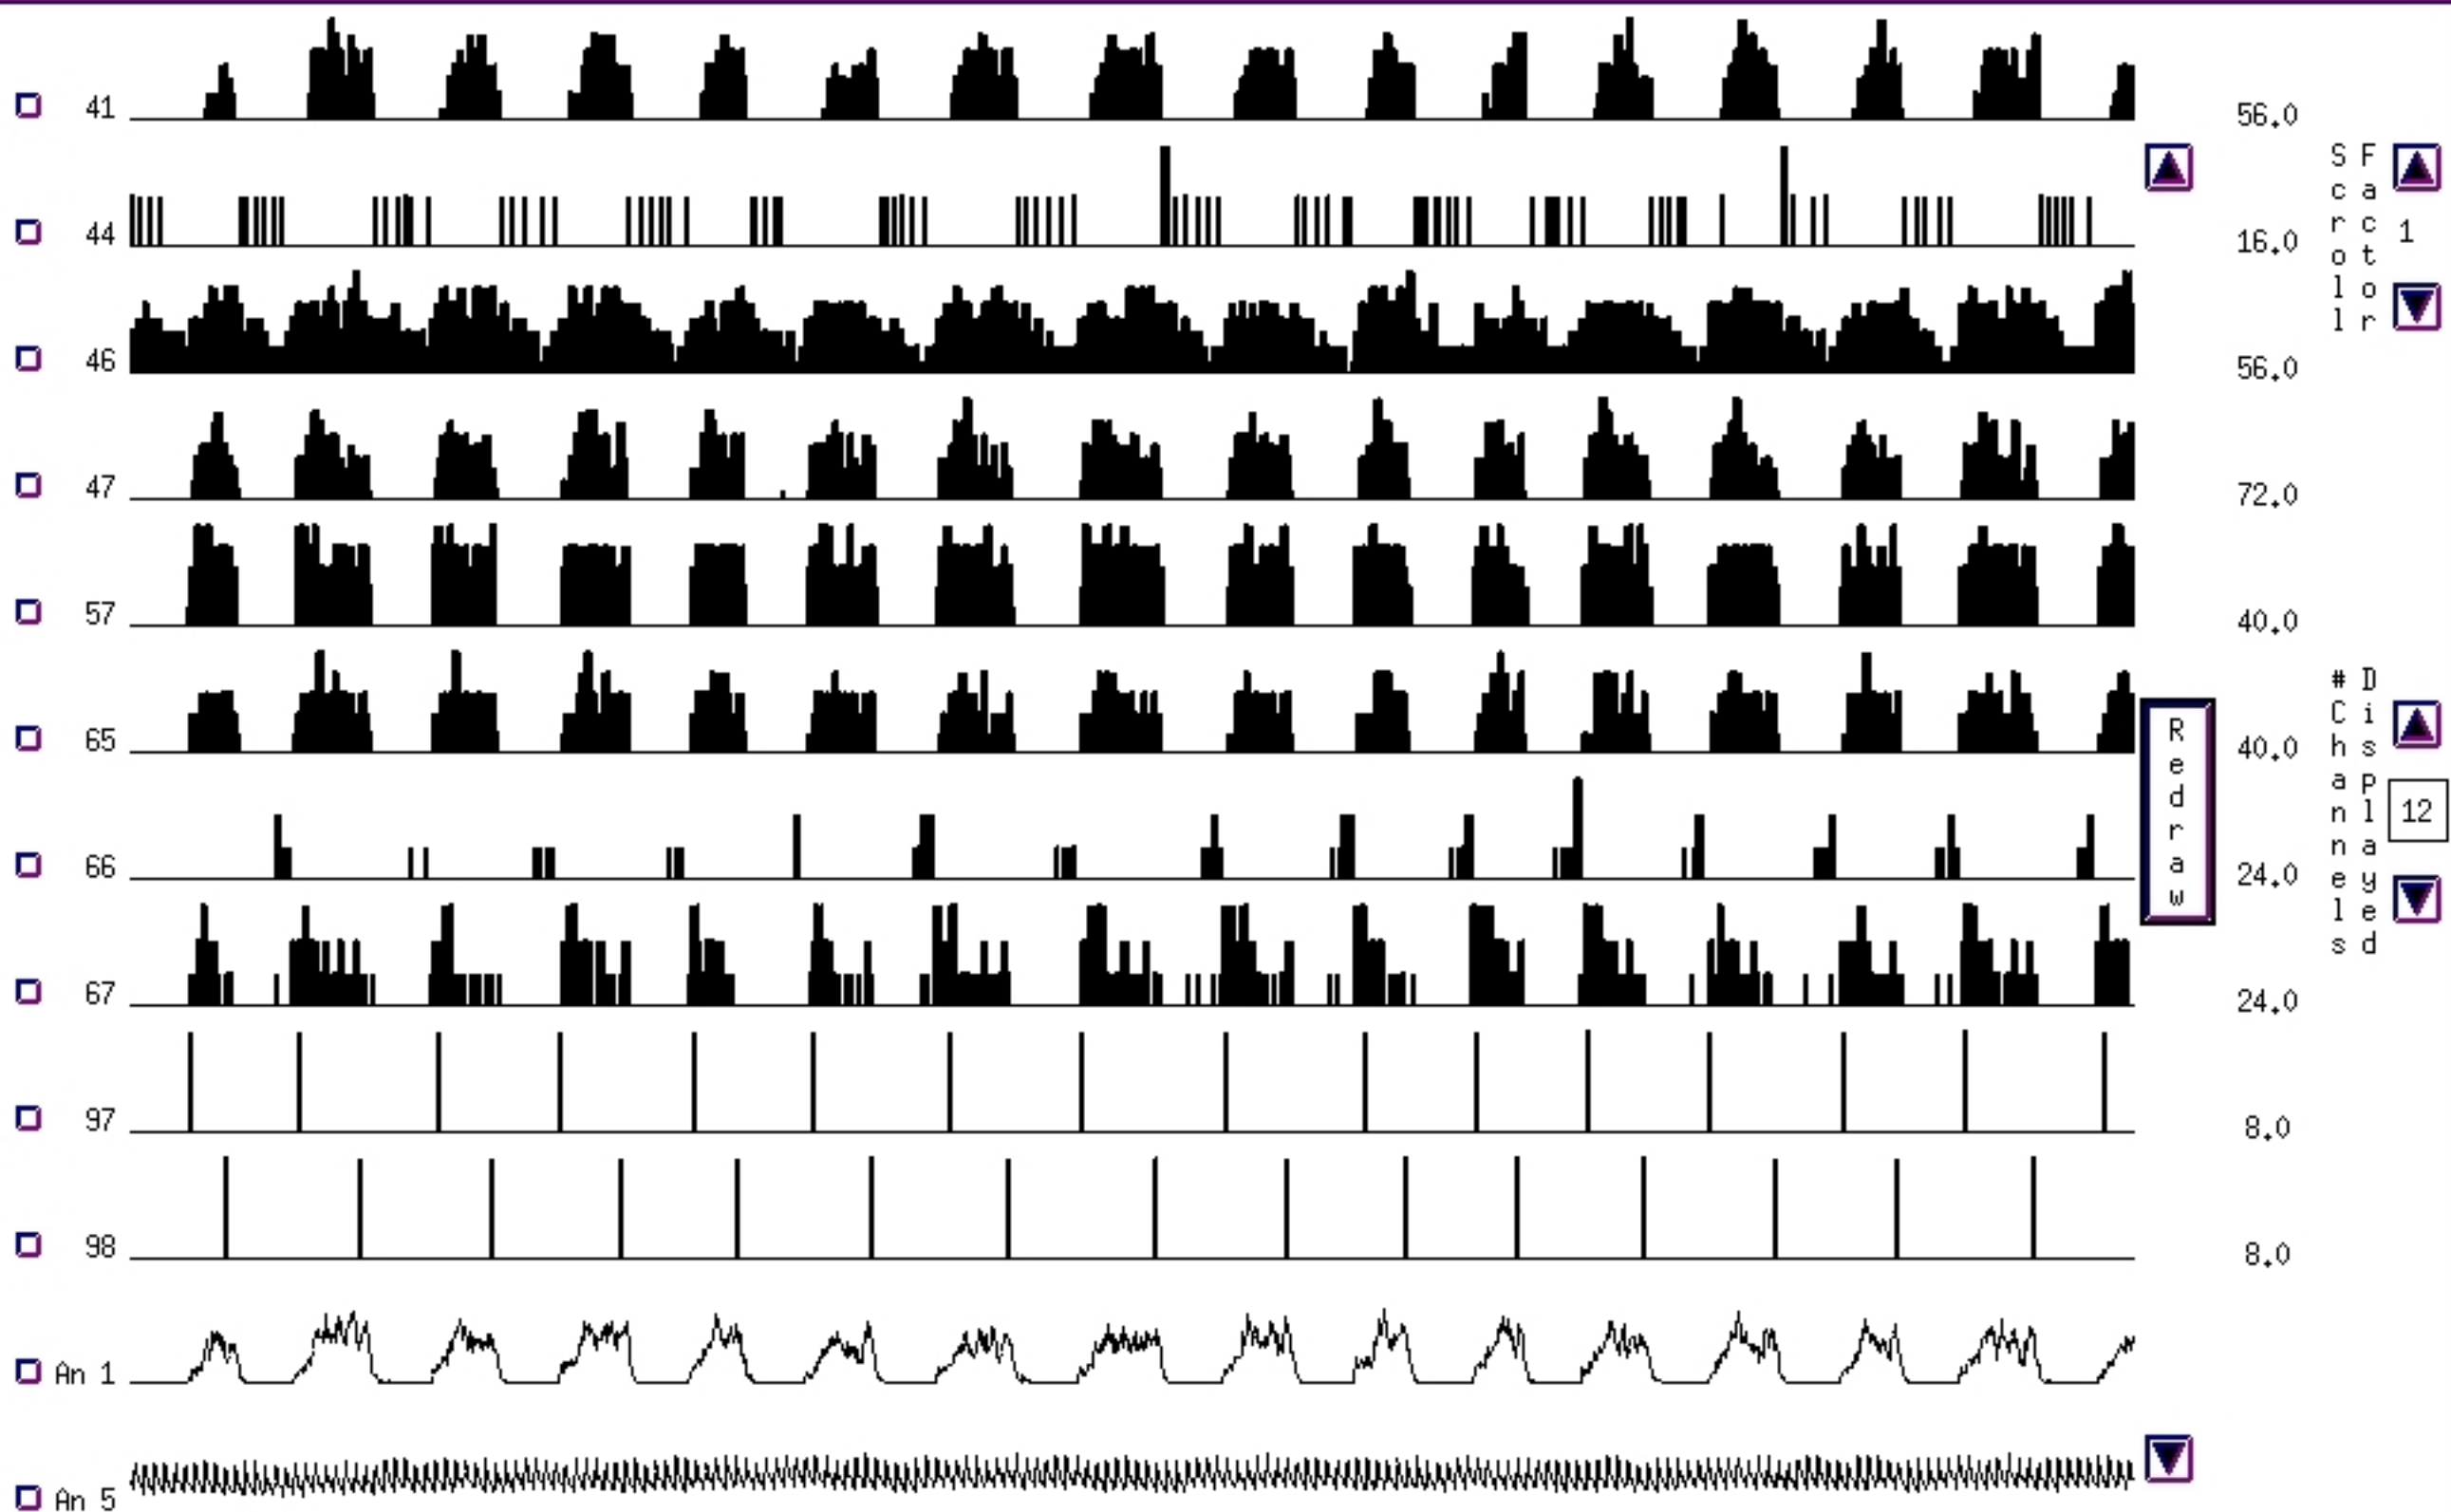 41 56.0
44 16.0
46 56.0
47 72.0
57 40.0
65 40.0
66 24.0
67 24.0
97 8.0
98 8.0
An 1
An 5
Scroll
Factor
1
Redraw
# Channels
Displayed
12